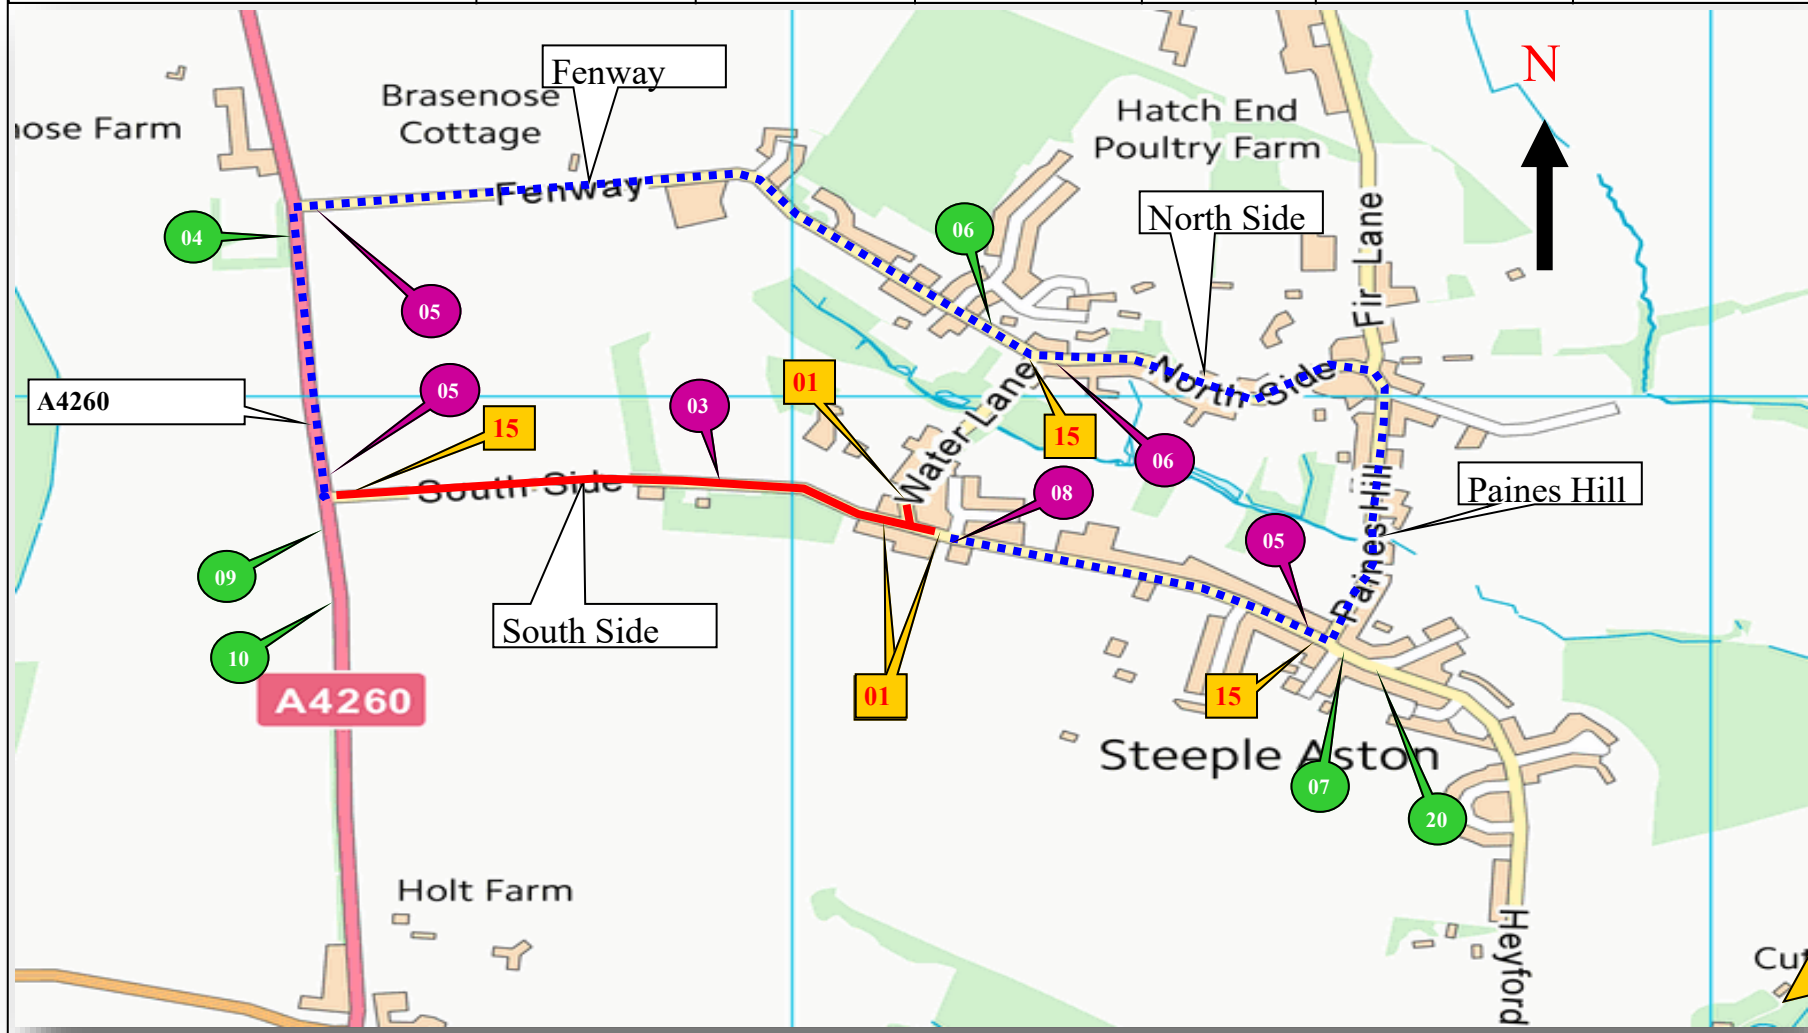 Fenway
N
Brasenose
Cottage
Hatch End
Poultry Farm
nose Farm
Fenway
North Side
Fir Lane
04
06
05
A4260
05
15
03
01
North Side
Water Lane
15
06
South Side
08
Paines Hill
Paines Hill
05
09
South Side
10
A4260
01
15
Steeple Aston
07
20
Holt Farm
Heyford
Cut